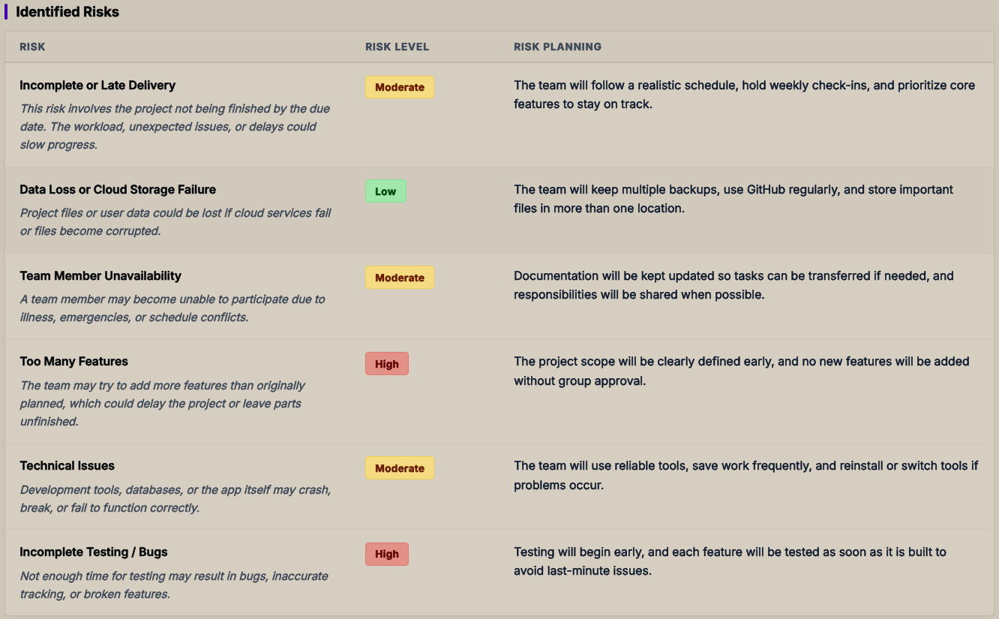 Identified Risks
RISK
RISK LEVEL
RISK PLANNING
Incomplete or Late Delivery
This risk involves the project not being finished by the due
date. The workload, unexpected issues, or delays could
slow progress.
Moderate
The team will follow a realistic schedule, hold weekly check-ins, and prioritize core
features to stay on track.
Data Loss or Cloud Storage Failure
Project files or user data could be lost if cloud services fail
or files become corrupted.
Low
The team will keep multiple backups, use GitHub regularly, and store important
files in more than one location.
Team Member Unavailability
A team member may become unable to participate due to
illness, emergencies, or schedule conflicts.
Moderate
Documentation will be kept updated so tasks can be transferred if needed, and
responsibilities will be shared when possible.
Too Many Features
The team may try to add more features than originally
planned, which could delay the project or leave parts
unfinished.
High
The project scope will be clearly defined early, and no new features will be added
without group approval.
Technical Issues
Development tools, databases, or the app itself may crash,
break, or fail to function correctly.
Moderate
The team will use reliable tools, save work frequently, and reinstall or switch tools if
problems occur.
Incomplete Testing / Bugs
Not enough time for testing may result in bugs, inaccurate
tracking, or broken features.
High
Testing will begin early, and each feature will be tested as soon as it is built to
avoid last-minute issues.